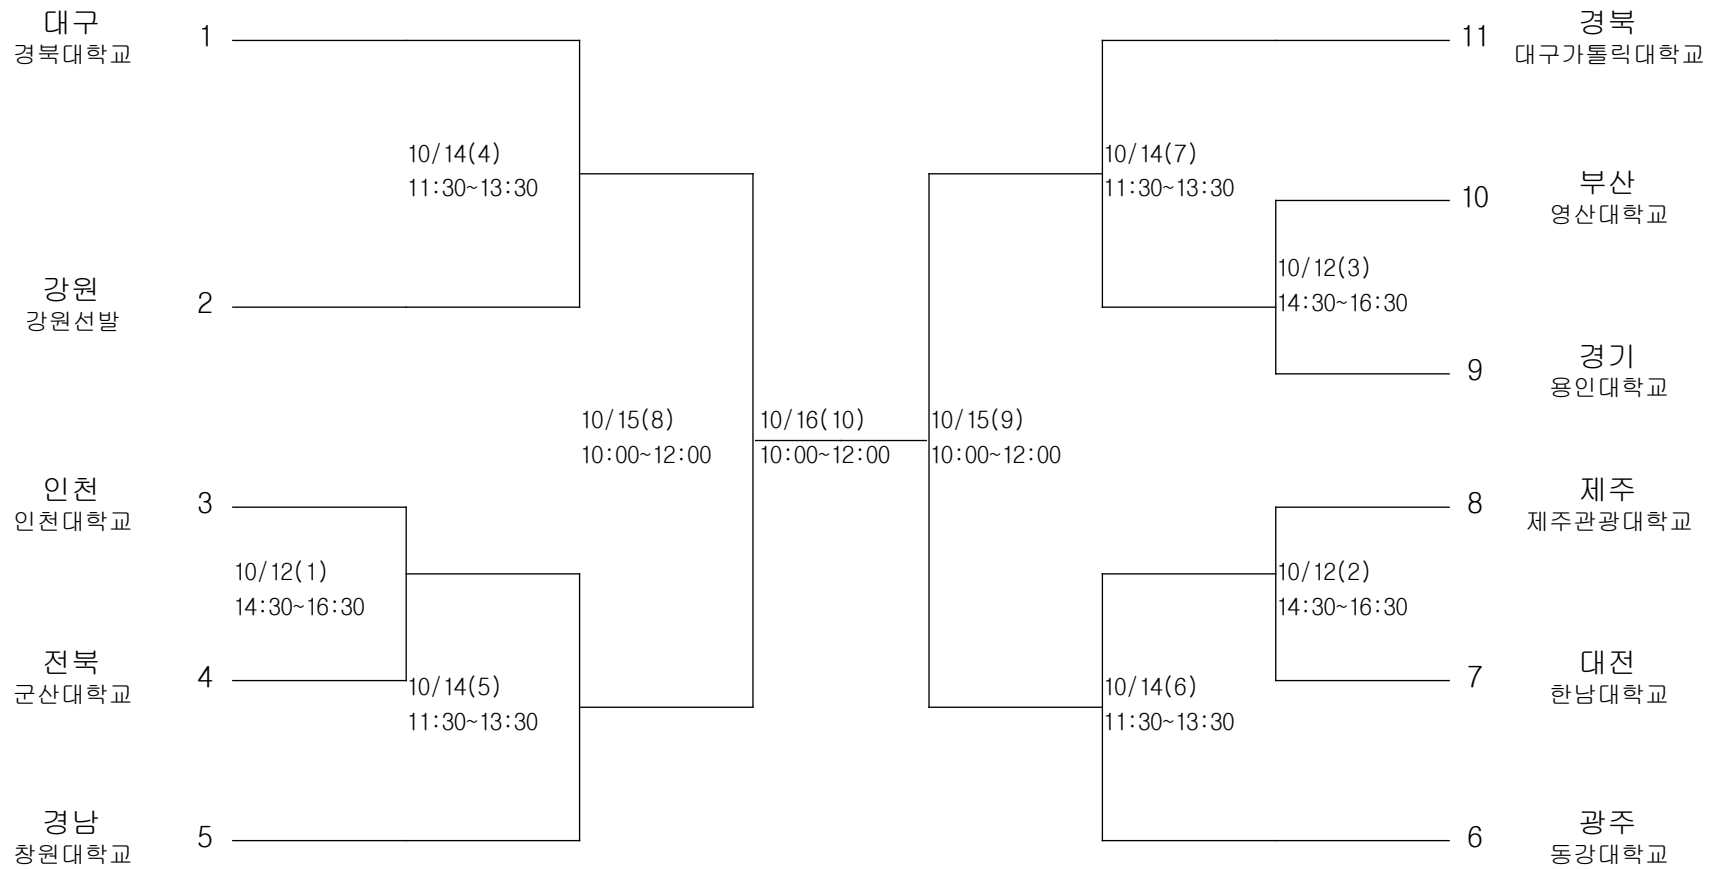 대구
경북대학교
1
11
경북
대구가톨릭대학교
10/14(4)
11:30~13:30
10/14(7)
11:30~13:30
10
부산
영산대학교
강원
강원선발
2
10/12(3)
14:30~16:30
9
경기
용인대학교
10/15(8)
10:00~12:00
10/16(10)
10:00~12:00
10/15(9)
10:00~12:00
인천
인천대학교
3
8
제주
제주관광대학교
10/12(1)
14:30~16:30
10/12(2)
14:30~16:30
전북
군산대학교
4
10/14(5)
11:30~13:30
10/14(6)
11:30~13:30
7
대전
한남대학교
경남
창원대학교
5
6
광주
동강대학교